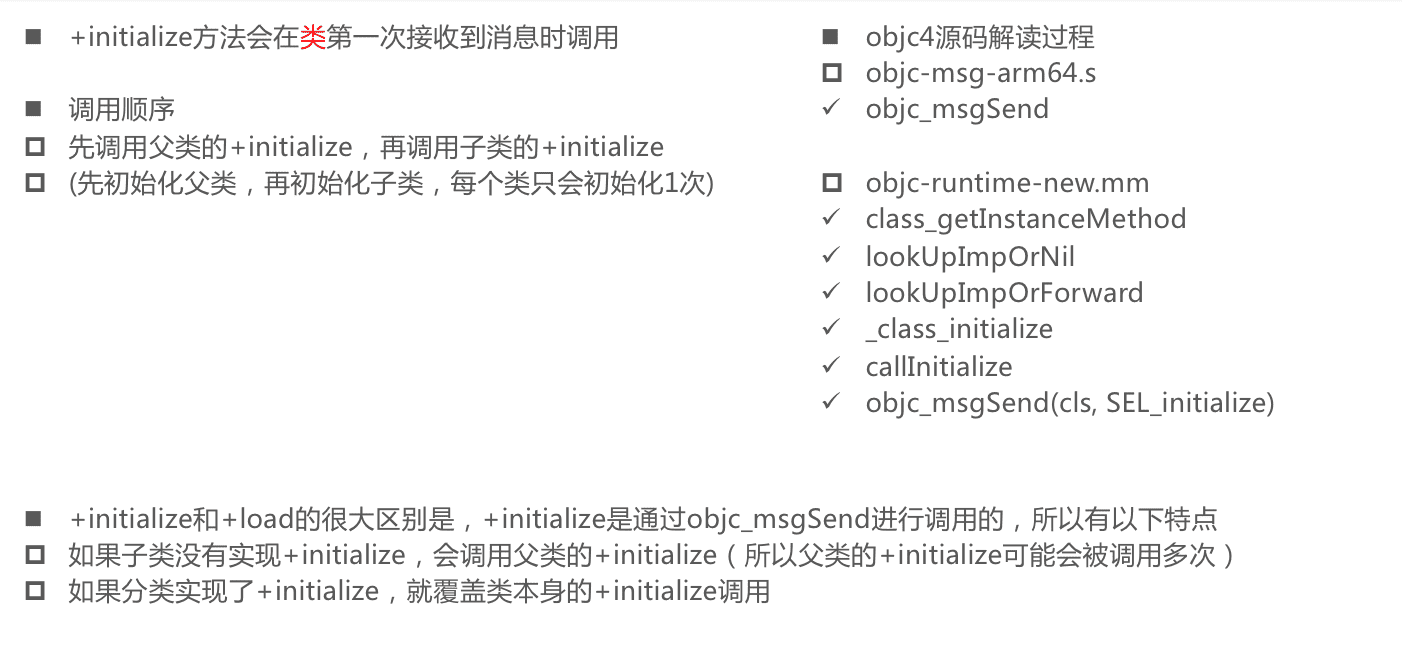 +initialize方法会在类第一次接收到消息时调用
调用顺序
先调用父类的+initialize，再调用子类的+initialize
(先初始化父类，再初始化子类，每个类只会初始化1次)
objc4源码解读过程
objc-msg-arm64.s
objc_msgSend
objc-runtime-new.mm
class_getInstanceMethod
lookUpImpOrNil
lookUpImpOrForward
_class_initialize
callInitialize
objc_msgSend(cls, SEL_initialize)
+initialize和+load的很大区别是，+initialize是通过objc_msgSend进行调用的，所以有以下特点
如果子类没有实现+initialize，会调用父类的+initialize（所以父类的+initialize可能会被调用多次）
如果分类实现了+initialize，就覆盖类本身的+initialize调用